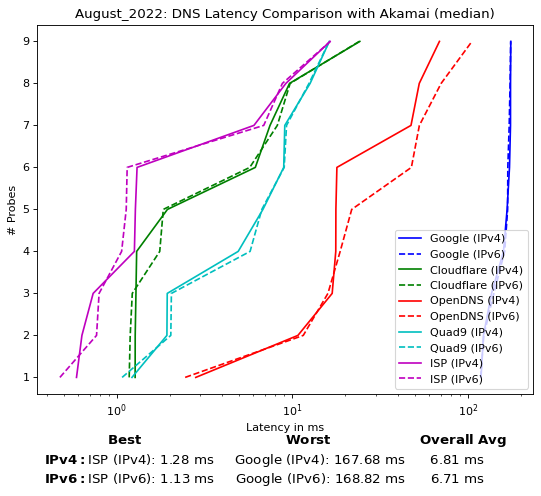 August_2022: DNS Latency Comparison with Akamai (median)
9
8
7
6
5
4
3
2
1
# Probes
Google (IPv4)
Google (IPv6)
Cloudflare (IPv4)
Cloudflare (IPv6)
OpenDNS (IPv4)
OpenDNS (IPv6)
Quad9 (IPv4)
Quad9 (IPv6)
ISP (IPv4)
ISP (IPv6)
10⁰ 10¹ 10²
Latency in ms
Best Worst Overall Avg
IPv4: ISP (IPv4): 1.28 ms Google (IPv4): 167.68 ms 6.81 ms
IPv6: ISP (IPv6): 1.13 ms Google (IPv6): 168.82 ms 6.71 ms